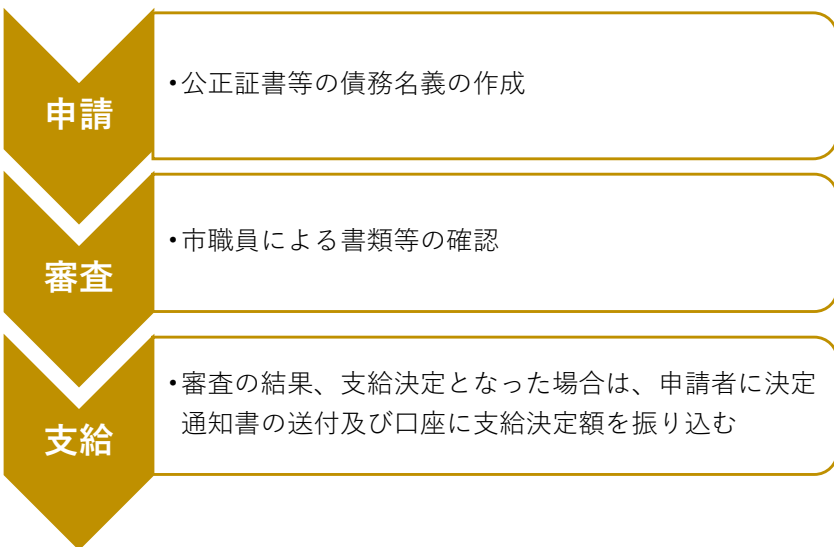 申請
•公正証書等の債務名義の作成
審査
•市職員による書類等の確認
支給
•審査の結果、支給決定となった場合は、申請者に決定
通知書の送付及び口座に支給決定額を振り込む